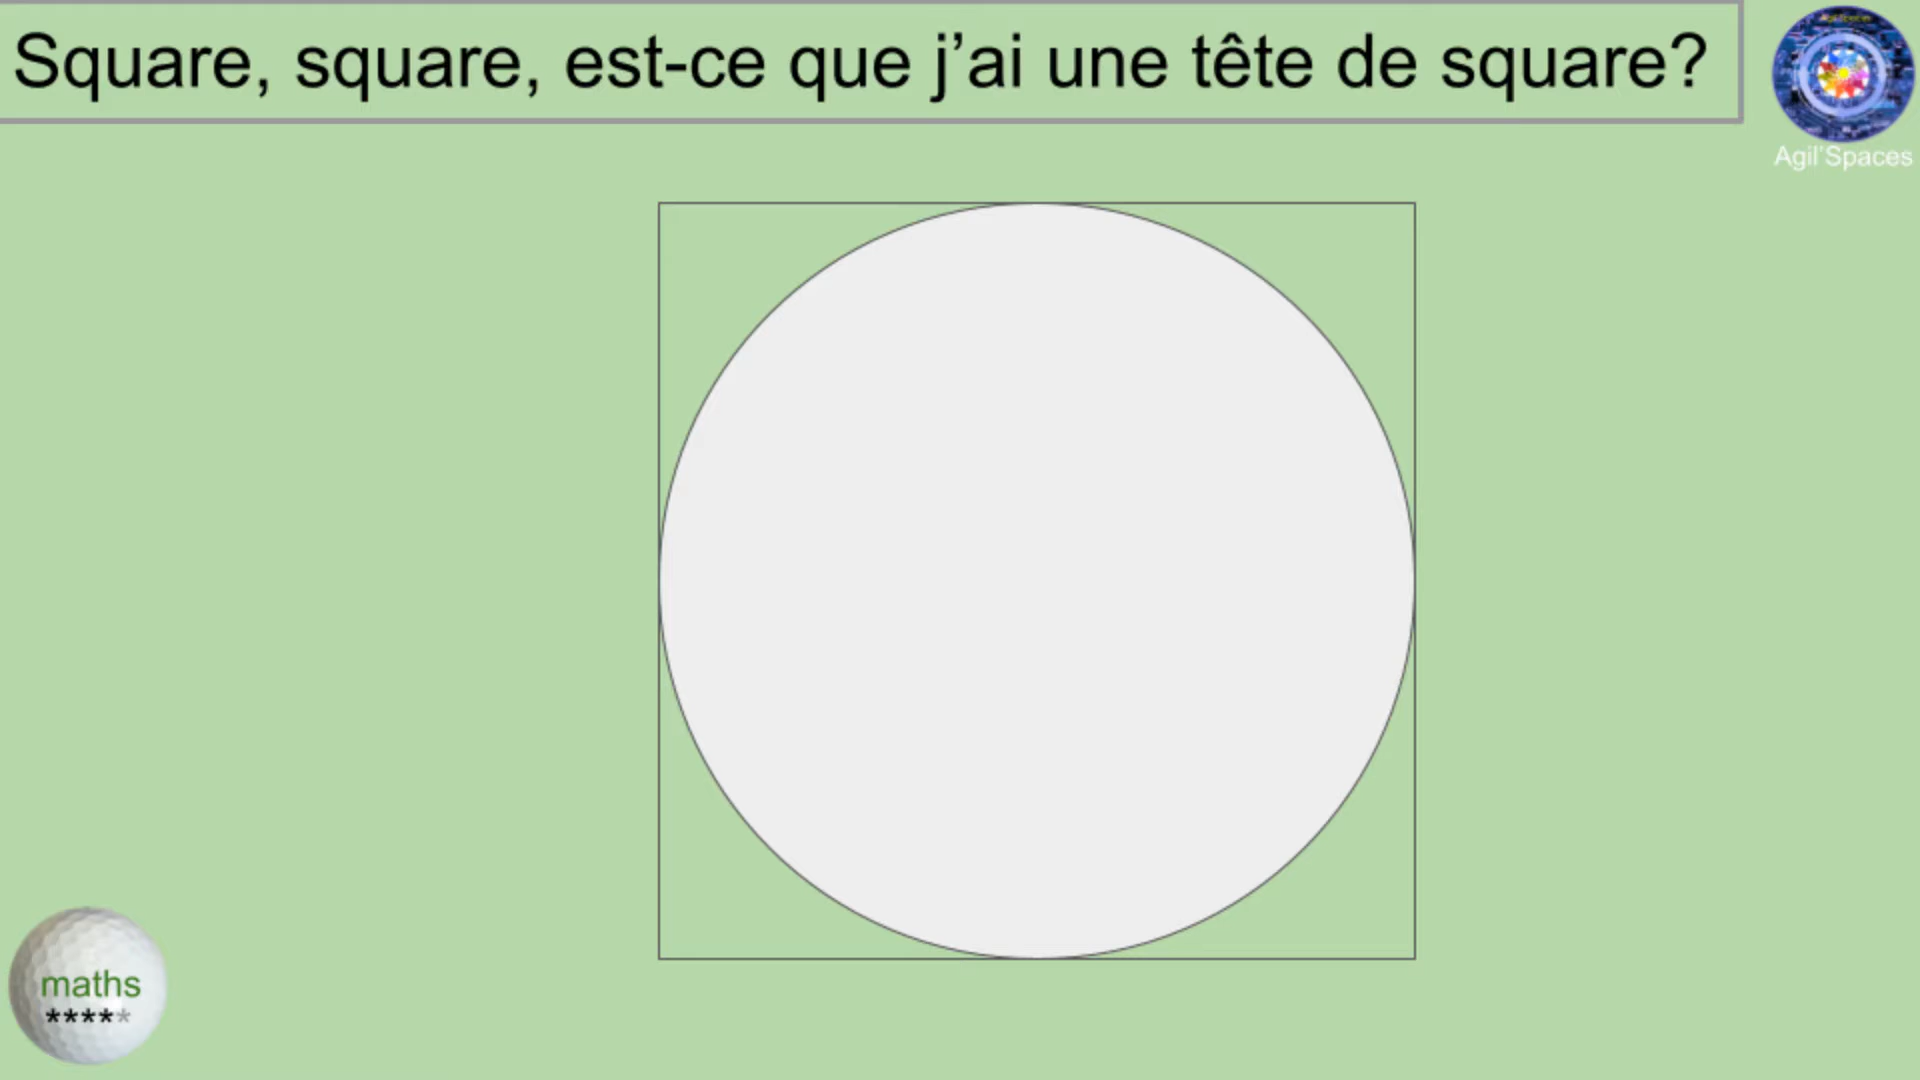 Square, square, est-ce que j’ai une tête de square?
Agil’Spaces
maths
*****